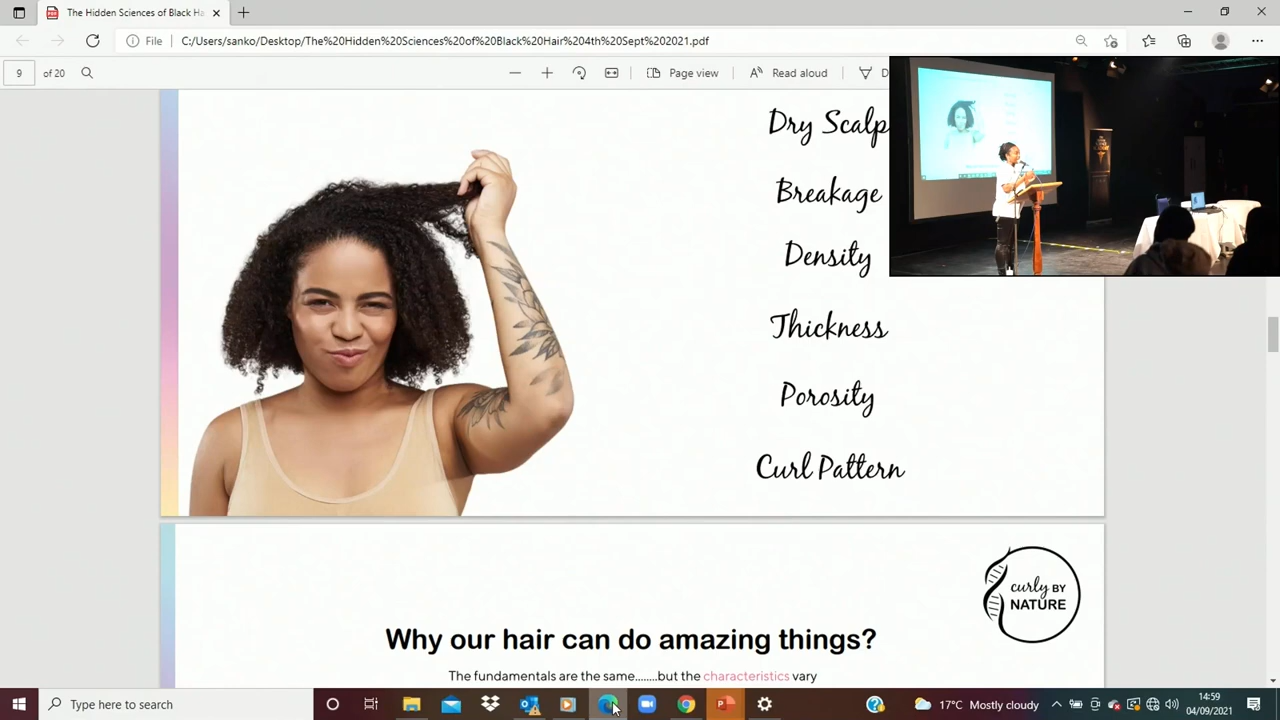 The Hidden Sciences of Black Ha
File
C:/Users/sanko/Desktop/The%20Hidden%20Sciences%20of%20Black%20Hair%204th%20Sept%202021.pdf
9 of 20
Page view
Read aloud
D
Dry Scalp
Breakage
Density
Thickness
Porosity
Curl Pattern
curly BY
NATURE
Why our hair can do amazing things?
The fundamentals are the same........but the characteristics vary
Type here to search
17°C Mostly cloudy
14:59
04/09/2021